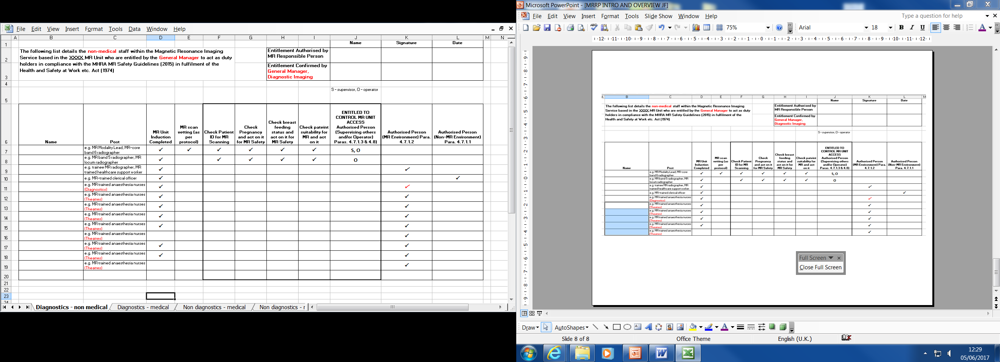 File Edit View Insert Format Tools Data Window Help
A B C D E F G H I J K L M N
1 Name Signature Date
The following list details the non-medical staff within the Magnetic Resonance Imaging
Service based in the XXXX MR Unit who are entitled by the General Manager to act as duty
holders in compliance with the MHRA MR Safety Guidelines (2015) in fulfilment of the
Health and Safety at Work etc. Act (1974)
2 Entitlement Authorised by
MR Responsible Person
3 Entitlement Confirmed by
General Manager,
Diagnostic Imaging
4
S - supervisor, O - operator
5
6 Name
Post
MR Unit
Induction
Completed
MR scan
vetting (as
per
protocol)
Check Patient
ID for MR
Scanning
Check
Pregnancy
and act on it
for MR Safety
Check breast
feeding
status and
act on it for
MR Safety
Check pateint
suitability for
MR and act
on it
ENTITLED TO
CONTROL MR UNIT
ACCESS
Authorised Person
(Supervising others
and/or Operator)
Paras. 4.7.1.3 & 4.8)
Authorised Person
(MR Environment) Para.
4.7.1.2
Authorised Person
(Non-MR Environment)
Para. 4.7.1.1
7 e.g. MR Modality Lead, MR-core
band 6 radiographer ✓ ✓ ✓ ✓ ✓ ✓ S, O
8 e.g. MR band 5 radiographer, MR
locum radiographer ✓ ✓ ✓ ✓ ✓ O
9 e.g. trainee MR radiographer, MR
trained healthcare support worker ✓ ✓
10 e.g. MR-trained clerical officer ✓ ✓
11 e.g. MR trained anaesthesia nurses
(Diagnostics) ✓ ✓
12 e.g. MR trained anaesthesia nurses
(Theatres) ✓ ✓
13 e.g. MR trained anaesthesia nurses
(Theatres) ✓ ✓
14 e.g. MR trained anaesthesia nurses
(Theatres) ✓ ✓
15 e.g. MR trained anaesthesia nurses
(Theatres) ✓ ✓
16 e.g. MR trained anaesthesia nurses
(Theatres) ✓
17 e.g. MR trained anaesthesia nurses
(Theatres) ✓ ✓
18 e.g. MR trained anaesthesia nurses
(Theatres) ✓ ✓
19 e.g. MR trained anaesthesia nurses
(Theatres) ✓
20
21
22
23
24
Diagnostics - non medical Diagnostics - medical Non diagnostics - medical Non diagnostics - r
Microsoft PowerPoint - [MRRP INTRO AND OVERVIEW JF]
File Edit View Insert Format Tools Slide Show Window Help Type a question for help
75% Arial 18 B I U A
12 11 10 9 8 7 6 5 4 3 2 1 0 1 2 3 4 5 6 7 8 9 10 11 12
9 8 7 6 5 4 3 2 1 0 1 2 3 4 5 6 7 8 9
A B C D E F G H I J K L M
Name Signature Date
The following list details the non-medical staff within the Magnetic Resonance Imaging
Service based in the XXXX MR Unit who are entitled by the General Manager to act as duty
holders in compliance with the MHRA MR Safety Guidelines (2015) in fulfilment of the
Health and Safety at Work etc. Act (1974)
Entitlement Authorised by
MR Responsible Person
Entitlement Confirmed by
General Manager,
Diagnostic Imaging
S - supervisor, O - operator
Name
Post
MR Unit
Induction
Completed
MR scan
vetting (as
per
protocol)
Check Patient
ID for MR
Scanning
Check
Pregnancy
and act on it
for MR Safety
Check breast
feeding
status and
act on it for
MR Safety
Check pateint
suitability for
MR and act
on it
ENTITLED TO
CONTROL MR UNIT
ACCESS
Authorised Person
(Supervising others
and/or Operator)
Paras. 4.7.1.3 & 4.8)
Authorised Person
(MR Environment) Para.
4.7.1.2
Authorised Person
(Non-MR Environment)
Para. 4.7.1.1
e.g. MR Modality Lead, MR-core
band 6 radiographer ✓ ✓ ✓ ✓ ✓ ✓ S, O
e.g. MR band 5 radiographer, MR
locum radiographer ✓ ✓ ✓ ✓ ✓ O
e.g. trainee MR radiographer, MR
trained healthcare support worker ✓ ✓
e.g. MR-trained clerical officer ✓ ✓
e.g. MR trained anaesthesia nurses
(Diagnostics) ✓ ✓
e.g. MR trained anaesthesia nurses
(Theatres) ✓ ✓
e.g. MR trained anaesthesia nurses
(Theatres) ✓ ✓
e.g. MR trained anaesthesia nurses
(Theatres) ✓ ✓
e.g. MR trained anaesthesia nurses
(Theatres) ✓ ✓
e.g. MR trained anaesthesia nurses
(Theatres) ✓
Full Screen
Close Full Screen
Draw AutoShapes
Slide 8 of 8 Office Theme English (U.K.)
12:29
05/06/2017